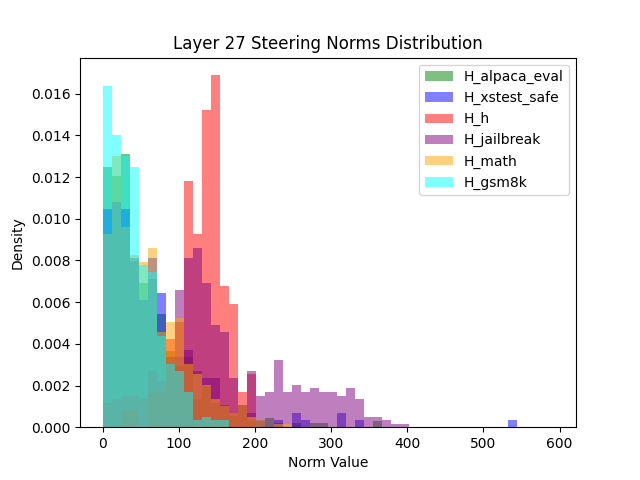 Layer 27 Steering Norms Distribution
H_alpaca_eval
H_xstest_safe
H_h
H_jailbreak
H_math
H_gsm8k
Density
0.016
0.014
0.012
0.010
0.008
0.006
0.004
0.002
0.000
0
100
200
300
400
500
600
Norm Value